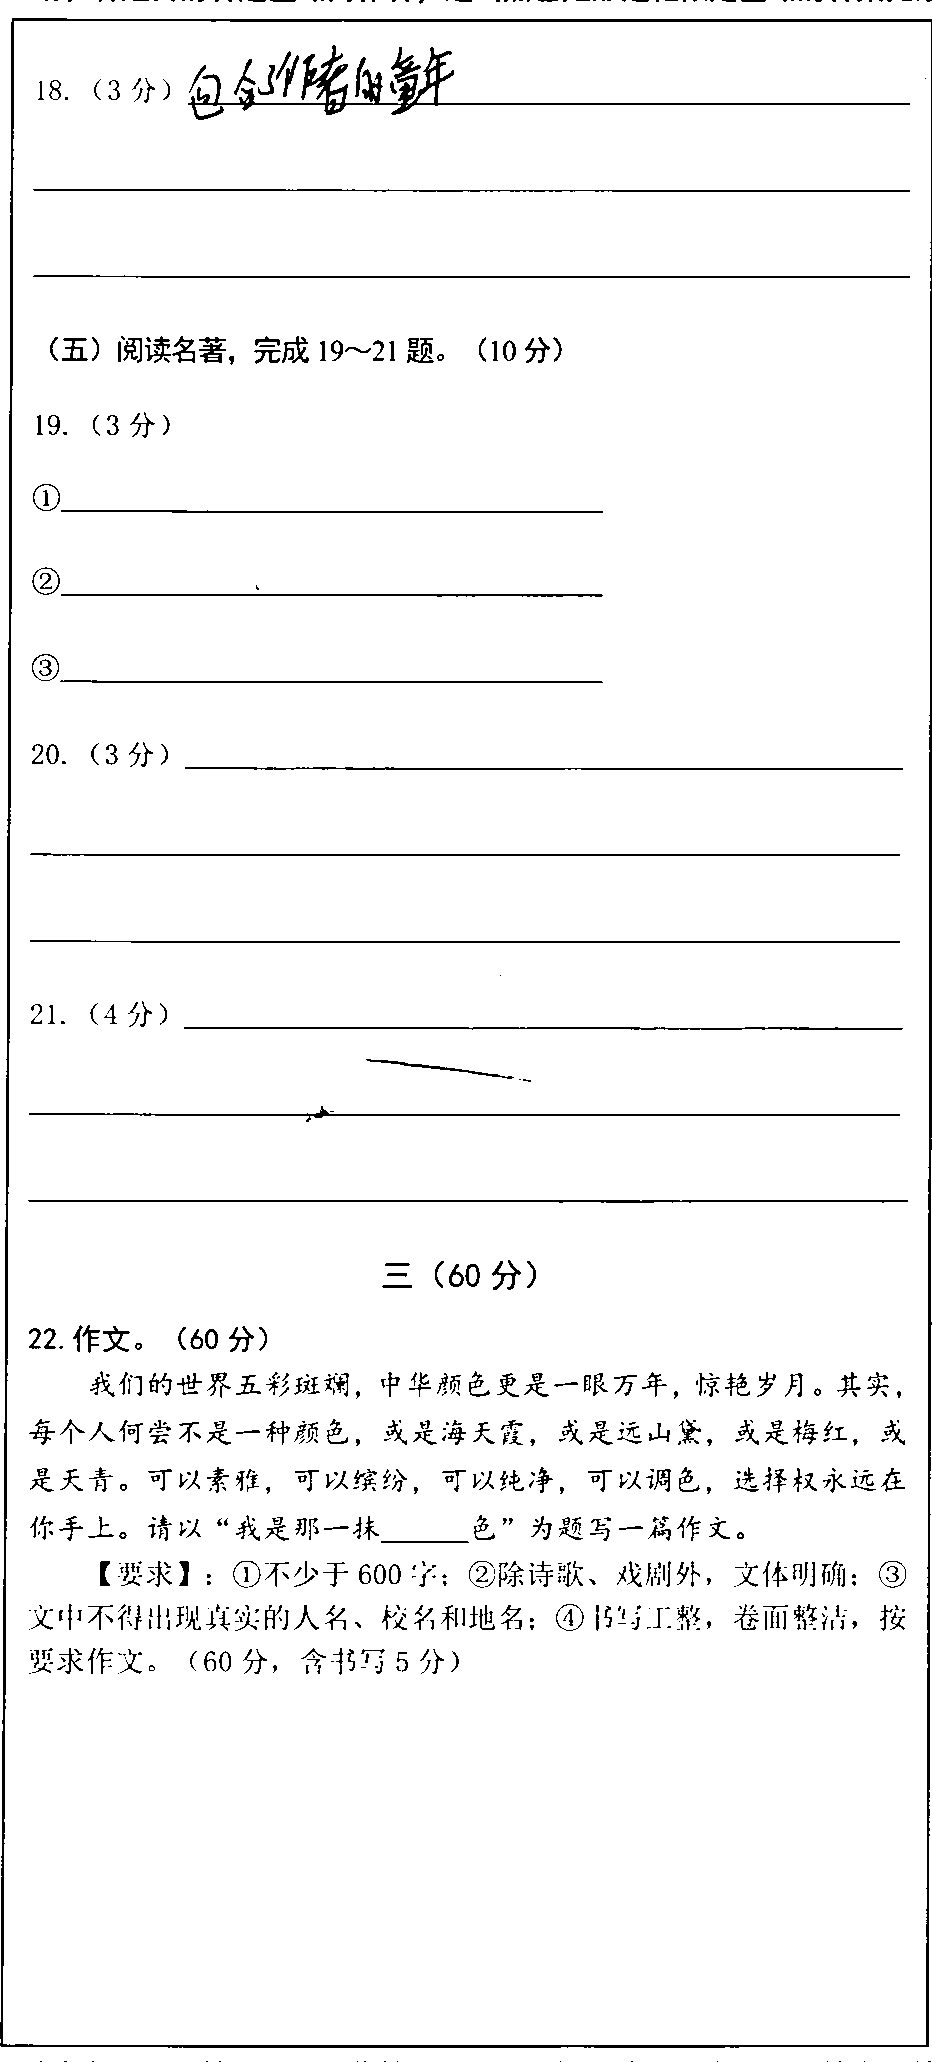 18.（3 分）包含了作者的童年
（五）阅读名著，完成 19～21 题。（10 分）
19.（3 分）
①
②
③
20.（3 分）
21.（4 分）
三（60 分）
22. 作文。（60 分）
我们的世界五彩斑斓，中华颜色更是一眼万年，惊艳岁月。其实，
每个人何尝不是一种颜色，或是海天霞，或是远山黛，或是梅红，或
是天青。可以素雅，可以缤纷，可以纯净，可以调色，选择权永远在
你手上。请以“我是那一抹______色”为题写一篇作文。
【要求】：①不少于 600 字；②除诗歌、戏剧外，文体明确；③
文中不得出现真实的人名、校名和地名；④书写工整，卷面整洁，按
要求作文。（60 分，含书写 5 分）